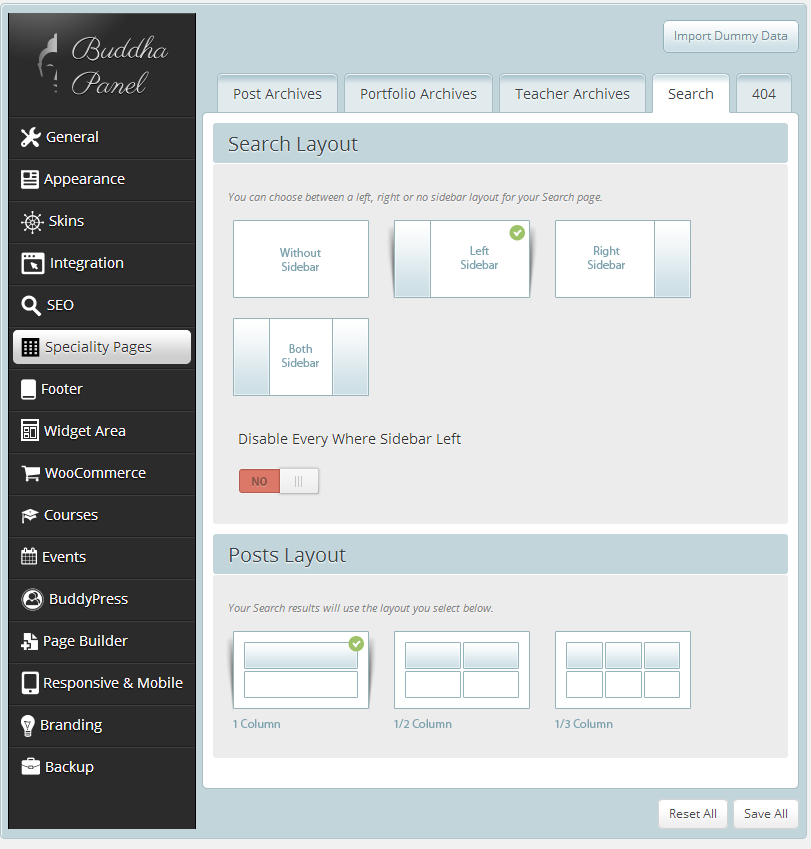 Buddha
Panel
Import Dummy Data
Post Archives
Portfolio Archives
Teacher Archives
Search
404
General
Appearance
Skins
Integration
SEO
Speciality Pages
Footer
Widget Area
WooCommerce
Courses
Events
BuddyPress
Page Builder
Responsive & Mobile
Branding
Backup
Search Layout
You can choose between a left, right or no sidebar layout for your Search page.
Without
Sidebar
Left
Sidebar
Right
Sidebar
Both
Sidebar
Disable Every Where Sidebar Left
NO
Posts Layout
Your Search results will use the layout you select below.
1 Column
1/2 Column
1/3 Column
Reset All
Save All